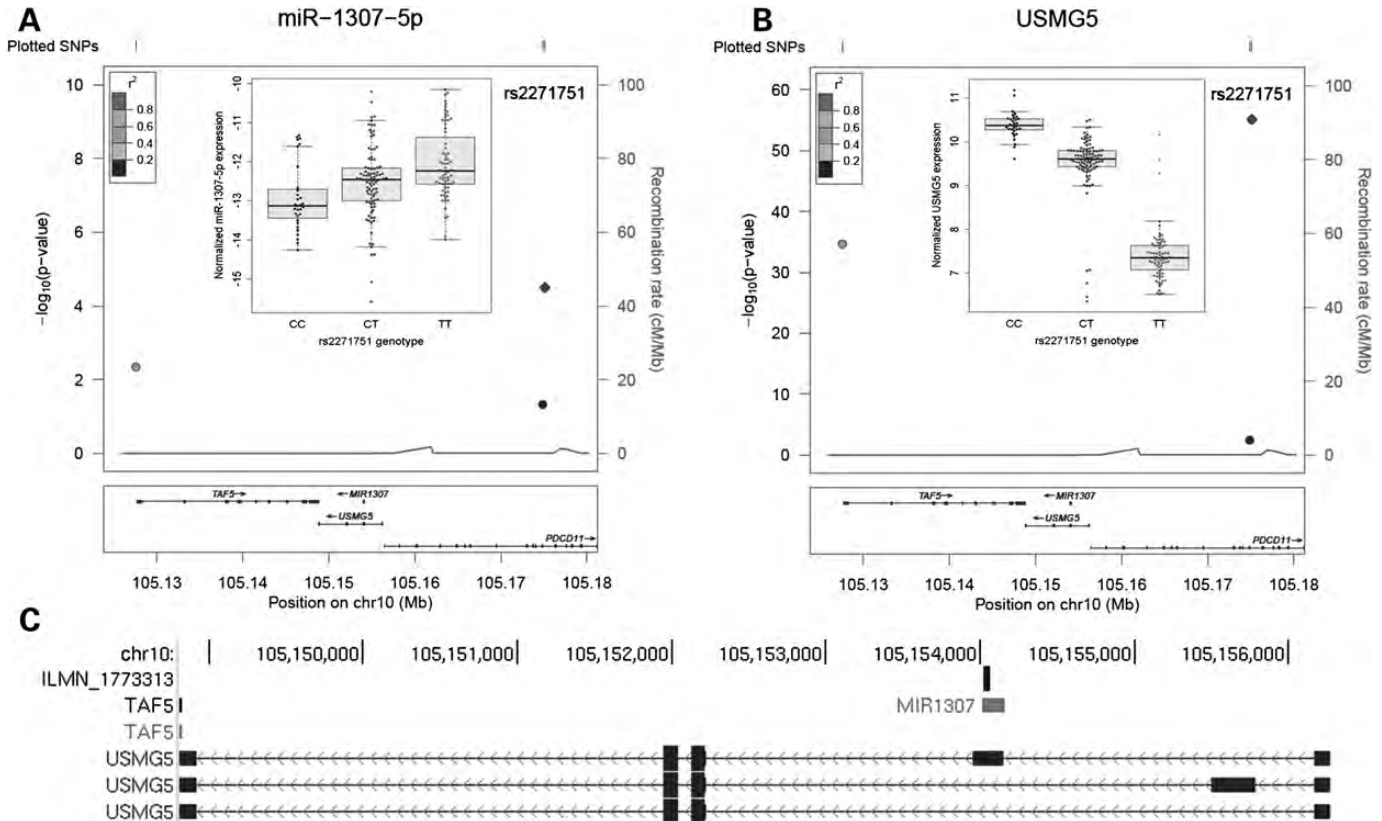 A
miR-1307-5p
Plotted SNPs
10
8
6
4
2
0
-log10(p-value)
r2
0.8
0.6
0.4
0.2
rs2271751
100
80
60
40
20
0
Recombination rate (cM/Mb)
-10
-11
-12
-13
-14
-15
Normalized miR-1307-5p expression
CC CT TT
rs2271751 genotype
TAF5→
←MIR1307
←USMG5
PDCD11→
105.13 105.14 105.15 105.16 105.17 105.18
Position on chr10 (Mb)
B
USMG5
Plotted SNPs
60
50
40
30
20
10
0
-log10(p-value)
r2
0.8
0.6
0.4
0.2
rs2271751
100
80
60
40
20
0
Recombination rate (cM/Mb)
11
10
9
8
7
Normalized USMG5 expression
CC CT TT
rs2271751 genotype
TAF5→
←MIR1307
←USMG5
PDCD11→
105.13 105.14 105.15 105.16 105.17 105.18
Position on chr10 (Mb)
C
chr10: 105,150,000 105,151,000 105,152,000 105,153,000 105,154,000 105,155,000 105,156,000
ILMN_1773313
TAF5 MIR1307
TAF5
USMG5
USMG5
USMG5